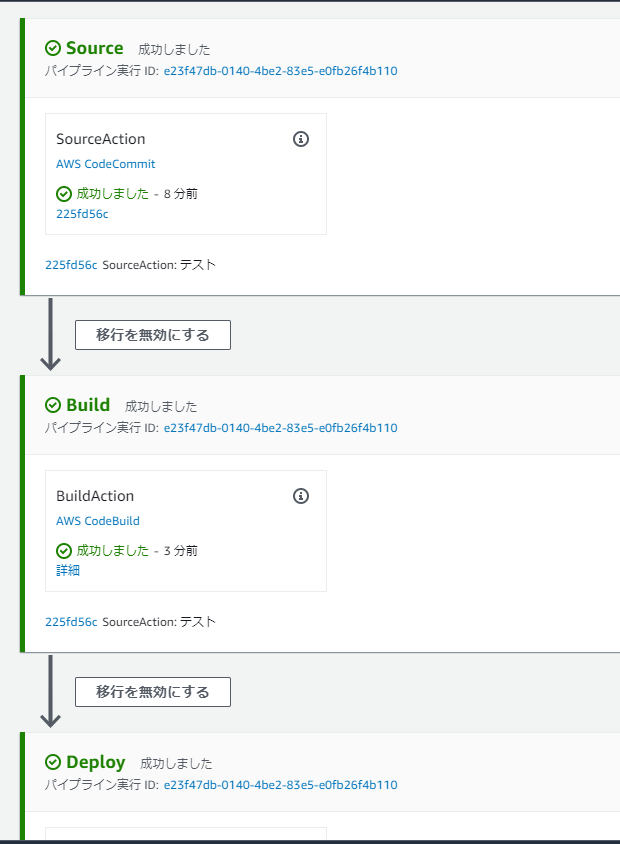 Source 成功しました
パイプライン実行 ID: e23f47db-0140-4be2-83e5-e0fb26f4b110
SourceAction
AWS CodeCommit
成功しました - 8 分前
225fd56c
225fd56c SourceAction: テスト
移行を無効にする
Build 成功しました
パイプライン実行 ID: e23f47db-0140-4be2-83e5-e0fb26f4b110
BuildAction
AWS CodeBuild
成功しました - 3 分前
詳細
225fd56c SourceAction: テスト
移行を無効にする
Deploy 成功しました
パイプライン実行 ID: e23f47db-0140-4be2-83e5-e0fb26f4b110